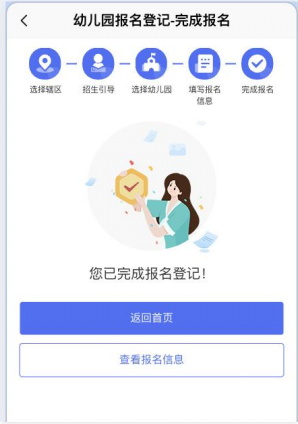 幼儿园报名登记-完成报名
选择辖区 招生引导 选择幼儿园 填写报名 完成报名
信息
您已完成报名登记！
返回首页
查看报名信息